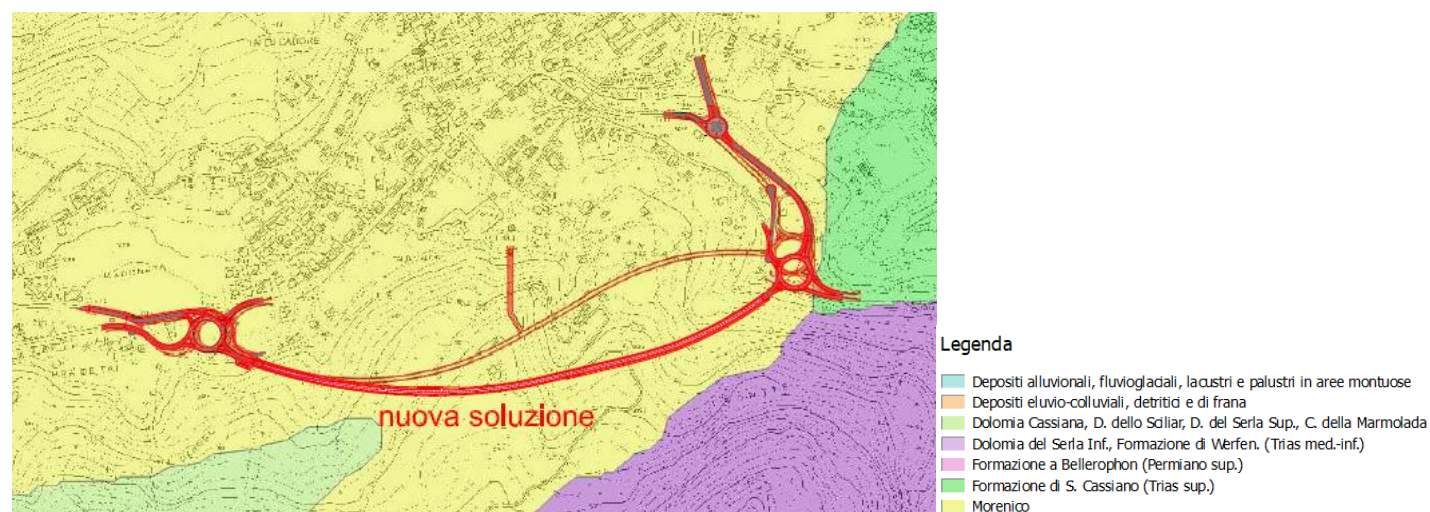 nuova soluzione
Legenda
Depositi alluvionali, fluvioglaciali, lacustri e palustri in aree montuose
Depositi eluvio-colluviali, detritici e di frana
Dolomia Cassiana, D. dello Sciliar, D. del Serla Sup., C. della Marmolada
Dolomia del Serla Inf., Formazione di Werfen. (Trias med.-inf.)
Formazione a Bellerophon (Permiano sup.)
Formazione di S. Cassiano (Trias sup.)
Morenico